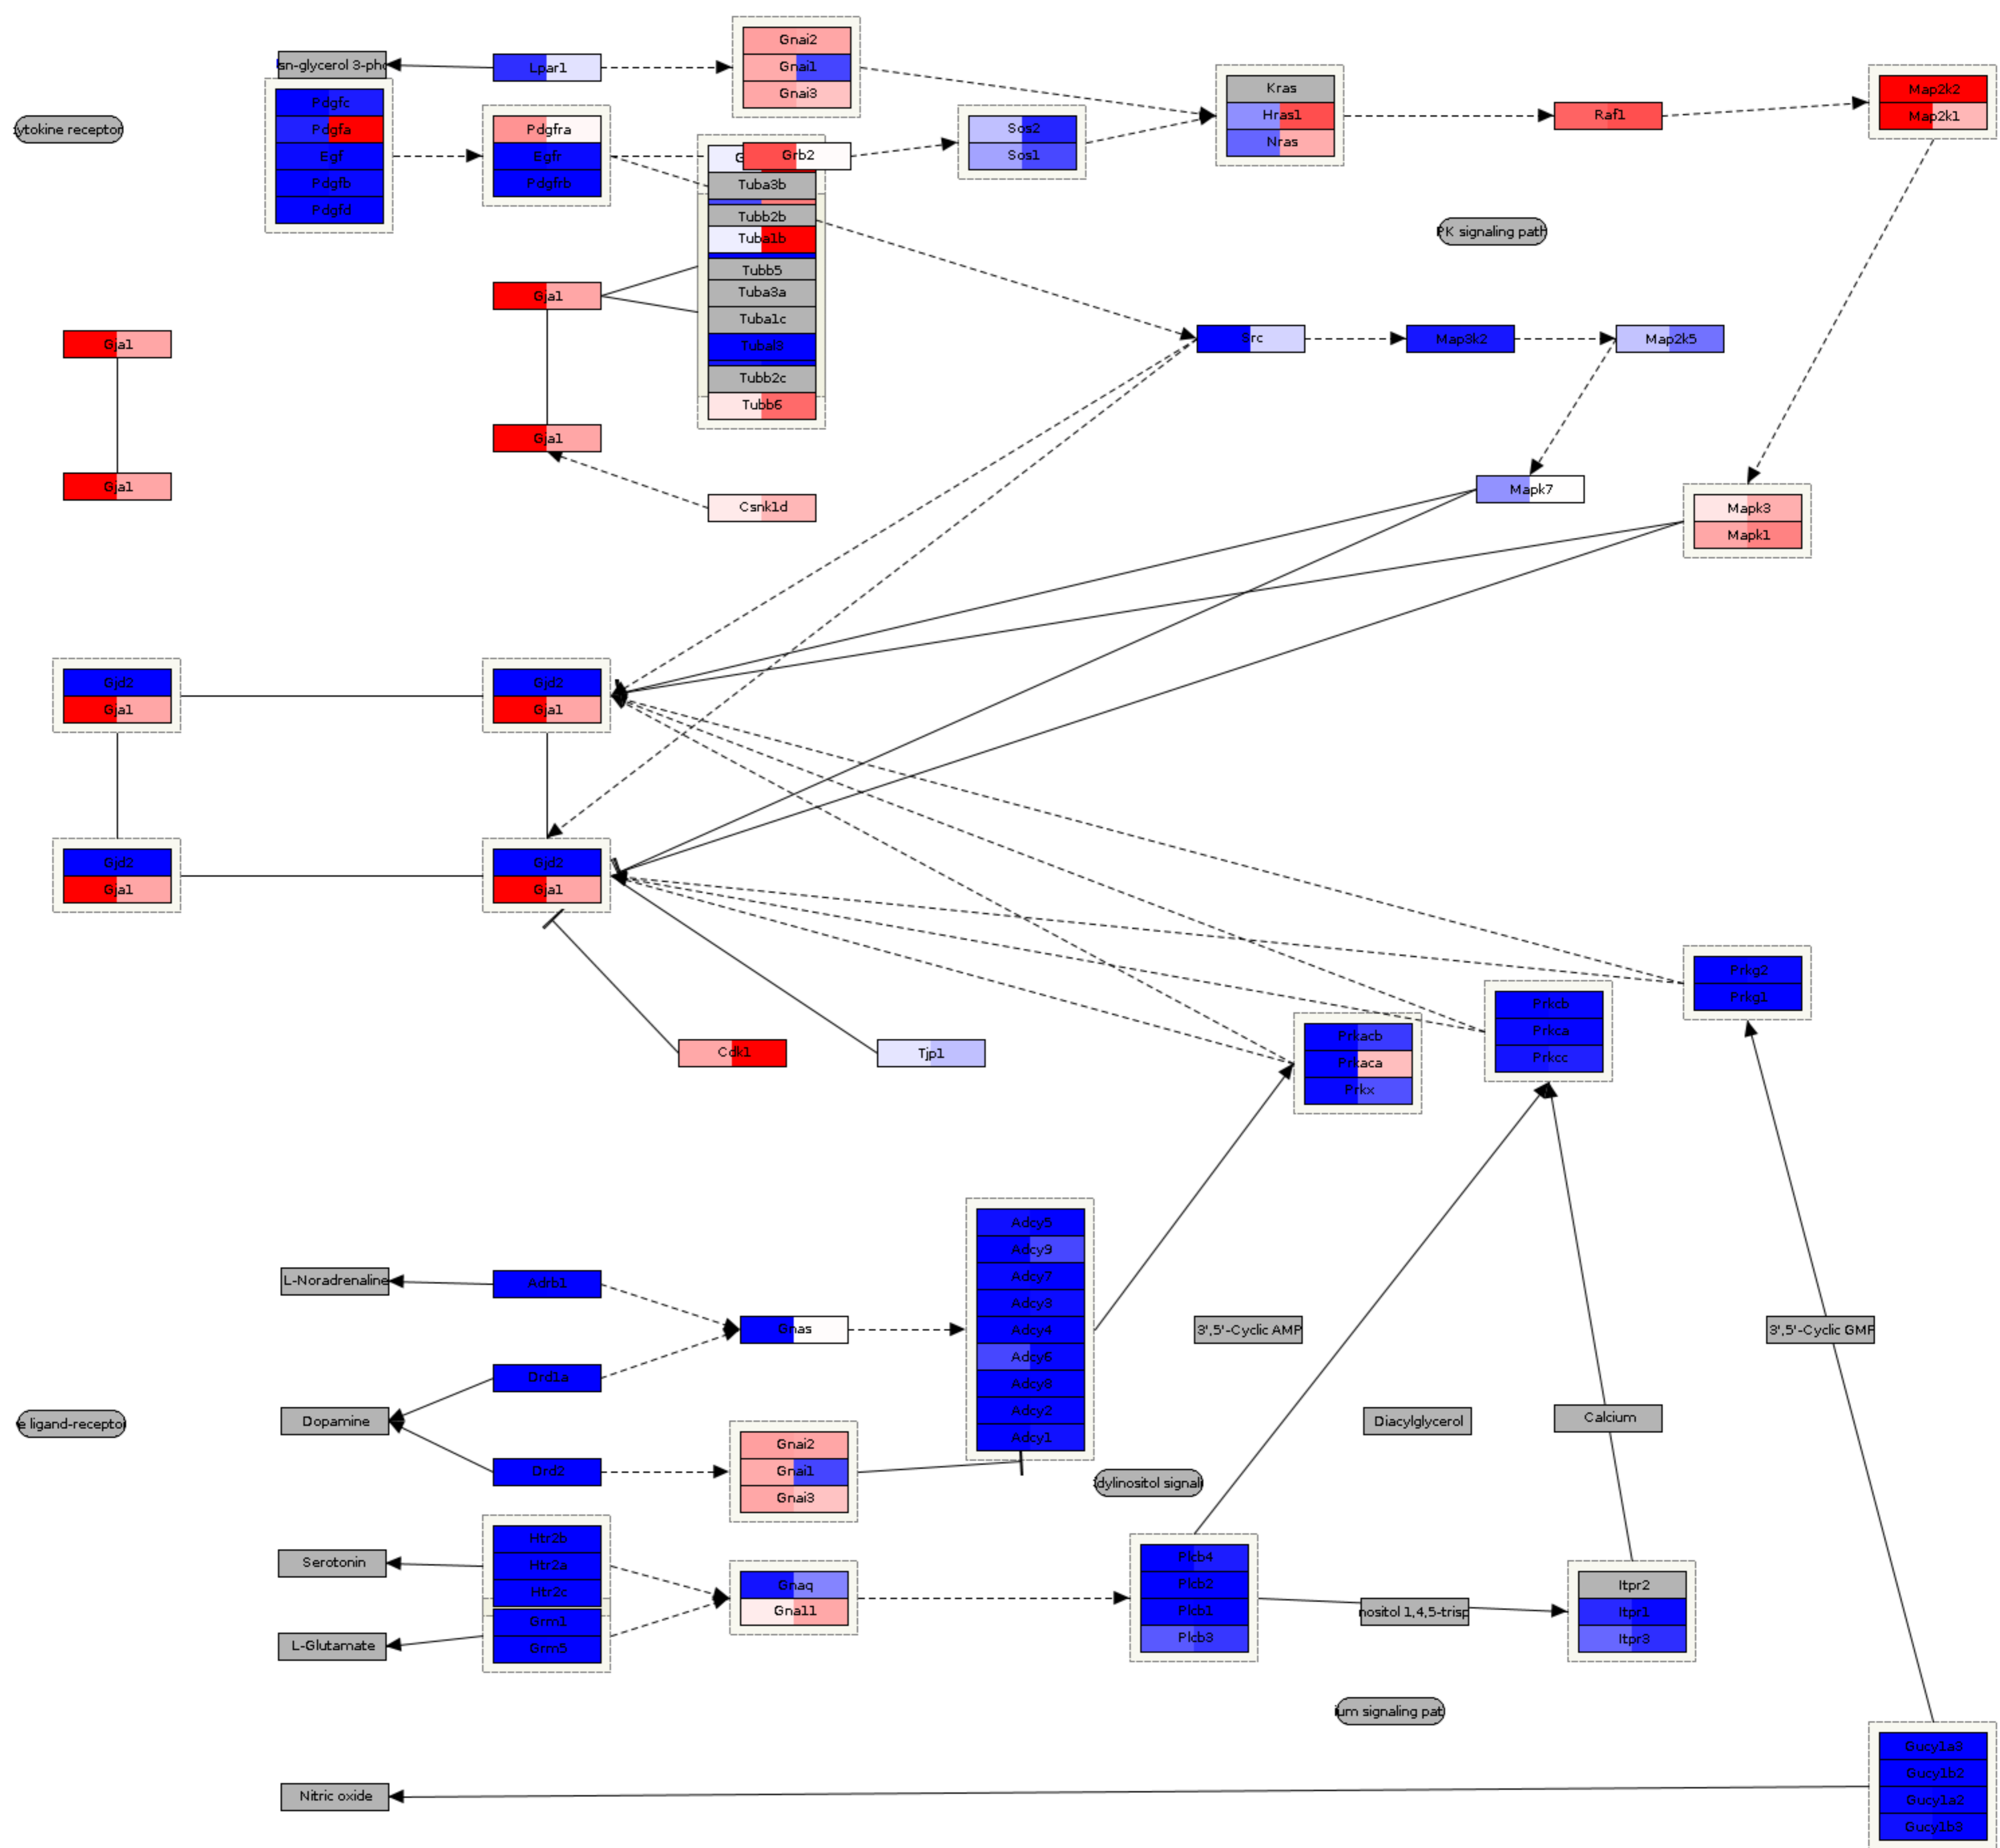 Gnai2
sn-glycerol 3-pho
Lpar1
Gnai1
Gnai3
Kras
Map2k2
Pdgfc
Hras1
Raf1
Map2k1
ytokine receptor
Pdgfa
Pdgfra
Sos2
Nras
Egf
Egfr
G
Grb2
Sos1
Pdgfb
Pdgfrb
Tuba3b
Pdgfd
Tubb2b
PK signaling path
Tuba1b
Tubb5
Gja1
Tuba3a
Tuba1c
Gja1
Tubal3
Src
Map3k2
Map2k5
Tubb2c
Tubb6
Gja1
Gja1
Mapk7
Csnk1d
Mapk3
Mapk1
Gjd2
Gja1
Gjd2
Gja1
Gjd2
Gja1
Gjd2
Gja1
Prkg2
Prkg1
Prkcb
Prkca
Prkcc
Cdk1
Tjp1
Prkacb
Prkaca
Prkx
Adcy5
Adcy9
Adcy7
Adcy3
Adcy4
Adcy6
Adcy8
Adcy2
Adcy1
L-Noradrenaline
Adrb1
Gnas
3',5'-Cyclic AMP
3',5'-Cyclic GMP
Drd1a
e ligand-recepto
Dopamine
Diacylglycerol
Calcium
Drd2
Gnai2
Gnai1
Gnai3
dylinositol signali
Htr2b
Htr2a
Htr2c
Serotonin
Grm1
Grm5
L-Glutamate
Gnaq
Gna11
Plcb4
Plcb2
Plcb1
Plcb3
nositol 1,4,5-trisp
Itpr2
Itpr1
Itpr3
um signaling pat
Nitric oxide
Gucy1a3
Gucy1b2
Gucy1a2
Gucy1b3